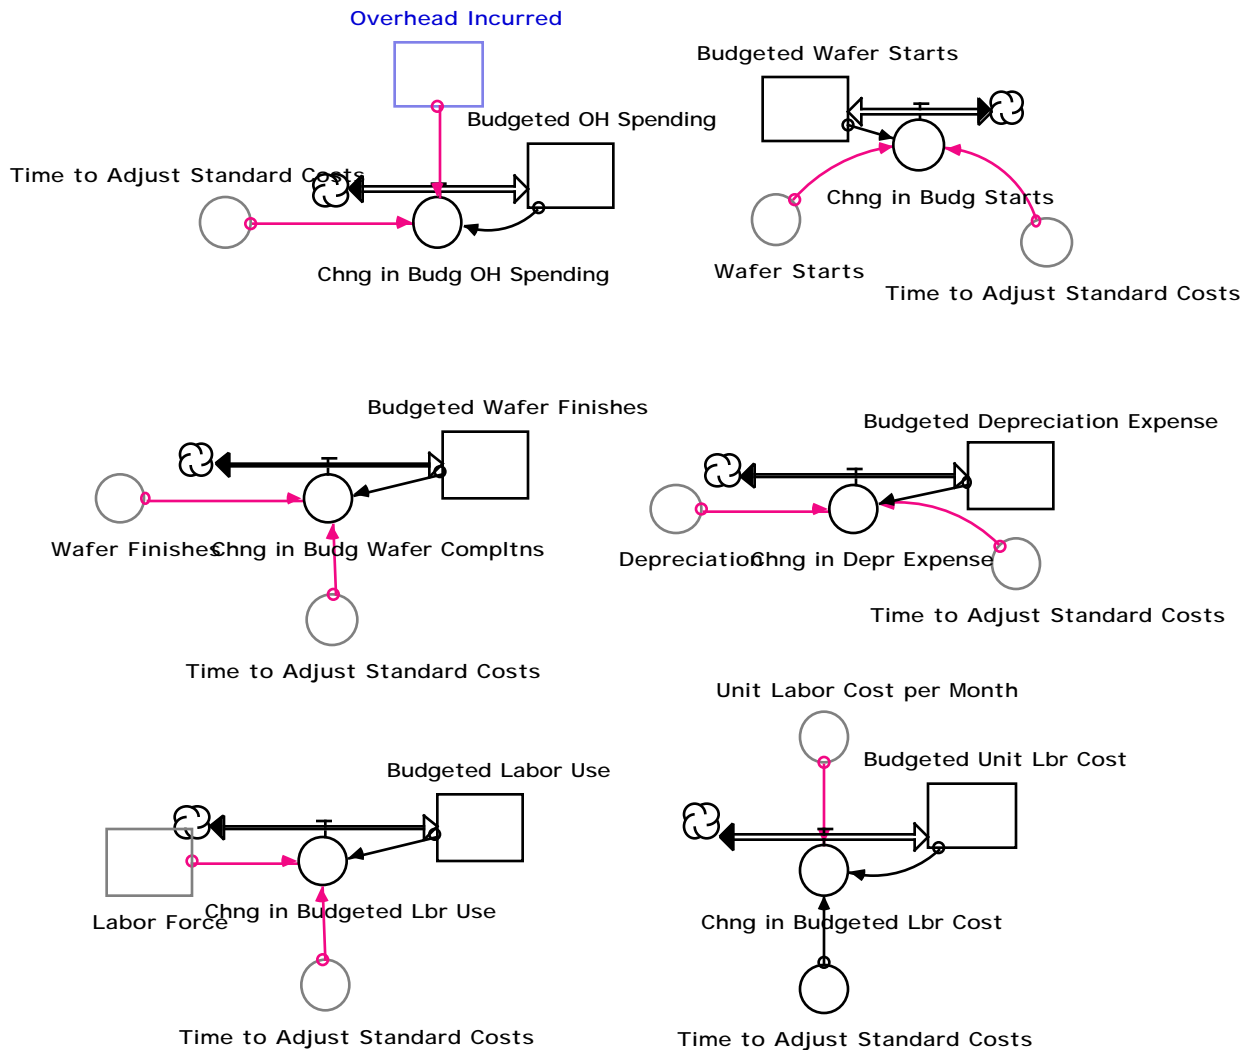 Overhead Incurred
Budgeted OH Spending
Time to Adjust Standard Costs
Chng in Budg OH Spending
Budgeted Wafer Starts
Chng in Budg Starts
Wafer Starts
Time to Adjust Standard Costs
Budgeted Wafer Finishes
Wafer Finishes
Chng in Budg Wafer Compltns
Time to Adjust Standard Costs
Budgeted Depreciation Expense
Depreciation
Chng in Depr Expense
Time to Adjust Standard Costs
Budgeted Labor Use
Chng in Budgeted Lbr Use
Labor Force
Time to Adjust Standard Costs
Unit Labor Cost per Month
Budgeted Unit Lbr Cost
Chng in Budgeted Lbr Cost
Time to Adjust Standard Costs